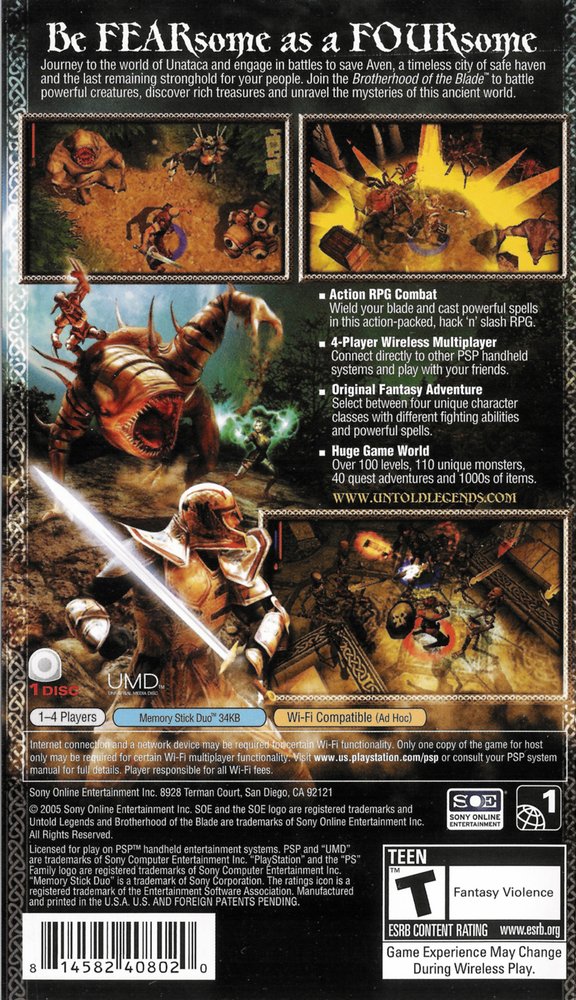 Be FEARsome as a FOURsome
Journey to the world of Unataca and engage in battles to save Aven, a timeless city of safe haven
and the last remaining stronghold for your people. Join the Brotherhood of the Blade™ to battle
powerful creatures, discover rich treasures and unravel the mysteries of this ancient world.
▪ Action RPG Combat
Wield your blade and cast powerful spells
in this action-packed, hack 'n' slash RPG.
▪ 4-Player Wireless Multiplayer
Connect directly to other PSP handheld
systems and play with your friends.
▪ Original Fantasy Adventure
Select between four unique character
classes with different fighting abilities
and powerful spells.
▪ Huge Game World
Over 100 levels, 110 unique monsters,
40 quest adventures and 1000s of items.
WWW.UNTOLDLEGENDS.COM
1 DISC
UMD™
UNIVERSAL MEDIA DISC
1–4 Players
Memory Stick Duo™ 34KB
Wi-Fi Compatible (Ad Hoc)
Internet connection and a network device may be required for certain Wi-Fi functionality. Only one copy of the game for host
only may be required for certain Wi-Fi multiplayer functionality. Visit www.us.playstation.com/psp or consult your PSP system
manual for full details. Player responsible for all Wi-Fi fees.
Sony Online Entertainment Inc. 8928 Terman Court, San Diego, CA 92121
© 2005 Sony Online Entertainment Inc. SOE and the SOE logo are registered trademarks and
Untold Legends and Brotherhood of the Blade are trademarks of Sony Online Entertainment Inc.
All Rights Reserved.
Licensed for play on PSP™ handheld entertainment systems. PSP and "UMD"
are trademarks of Sony Computer Entertainment Inc. "PlayStation" and the "PS"
Family logo are registered trademarks of Sony Computer Entertainment Inc.
"Memory Stick Duo" is a trademark of Sony Corporation. The ratings icon is a
registered trademark of the Entertainment Software Association. Manufactured
and printed in the U.S.A. U.S. AND FOREIGN PATENTS PENDING.
SOE
SONY ONLINE
ENTERTAINMENT
1
TEEN
T
Fantasy Violence
ESRB CONTENT RATING www.esrb.org
Game Experience May Change
During Wireless Play.
8 14582 40802 0